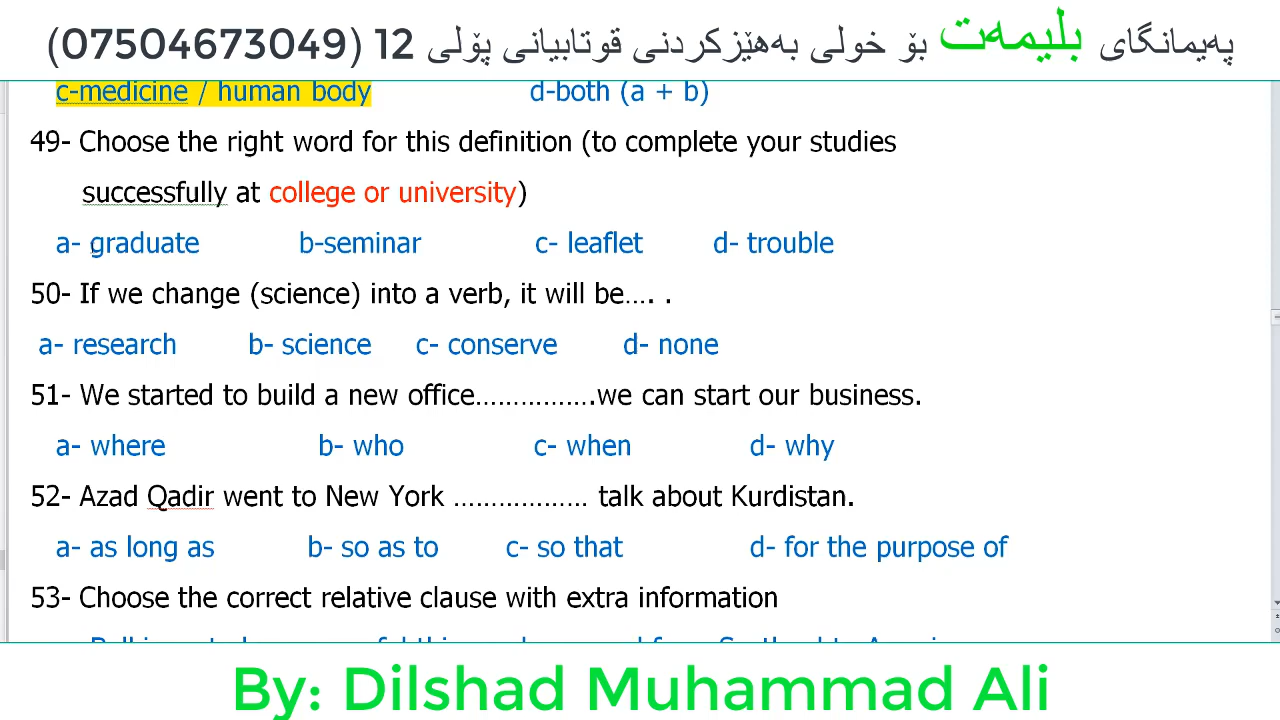 پەیمانگای بلیمەت بۆ خولی بەهێزکردنی قوتابیانی پۆلی 12 (07504673049)
c-medicine / human body d-both (a + b)
49- Choose the right word for this definition (to complete your studies
successfully at college or university)
a- graduate b-seminar c- leaflet d- trouble
50- If we change (science) into a verb, it will be…. .
a- research b- science c- conserve d- none
51- We started to build a new office…………….we can start our business.
a- where b- who c- when d- why
52- Azad Qadir went to New York ……………… talk about Kurdistan.
a- as long as b- so as to c- so that d- for the purpose of
53- Choose the correct relative clause with extra information
By: Dilshad Muhammad Ali